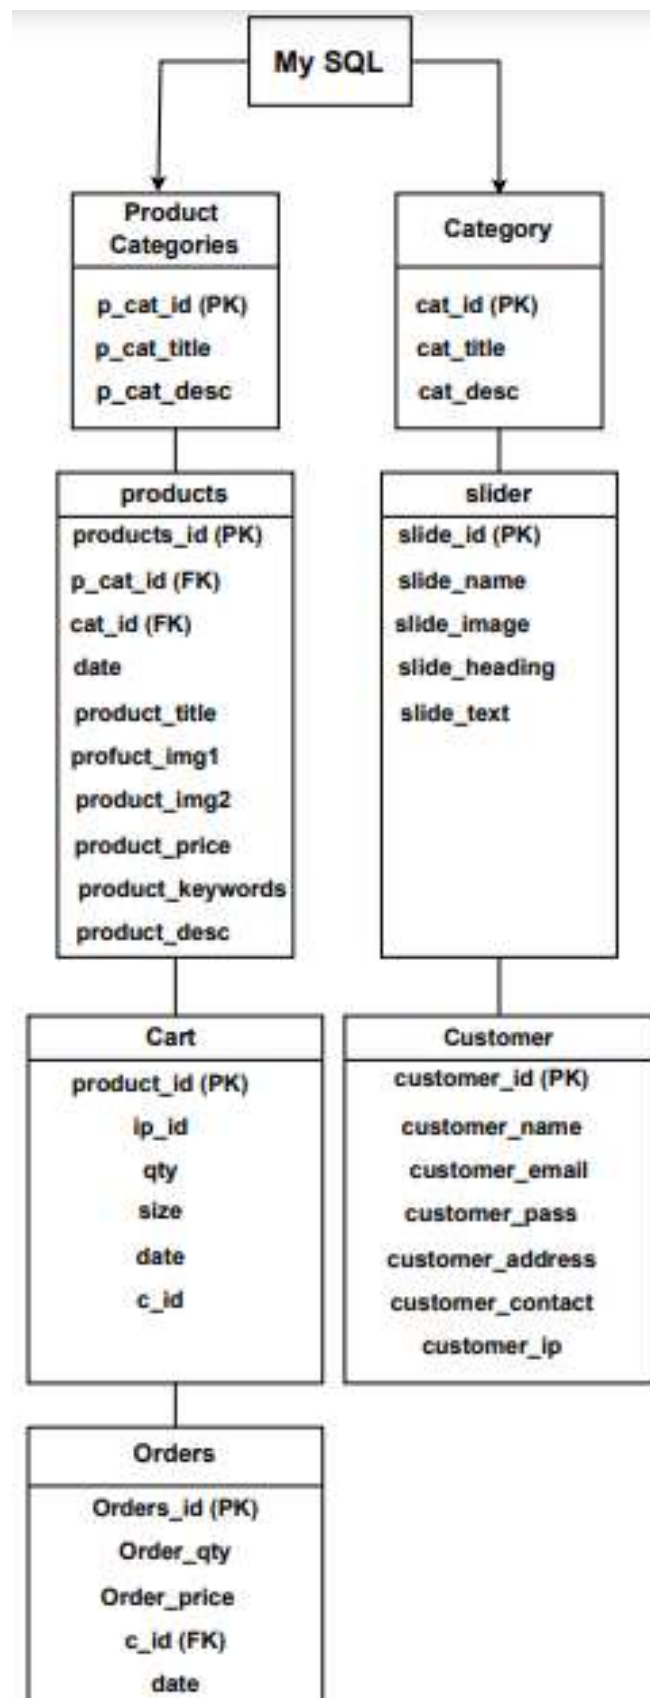 My SQL
Product
Categories
p_cat_id (PK)
p_cat_title
p_cat_desc
Category
cat_id (PK)
cat_title
cat_desc
products
products_id (PK)
p_cat_id (FK)
cat_id (FK)
date
product_title
profuct_img1
product_img2
product_price
product_keywords
product_desc
slider
slide_id (PK)
slide_name
slide_image
slide_heading
slide_text
Cart
product_id (PK)
ip_id
qty
size
date
c_id
Customer
customer_id (PK)
customer_name
customer_email
customer_pass
customer_address
customer_contact
customer_ip
Orders
Orders_id (PK)
Order_qty
Order_price
c_id (FK)
date